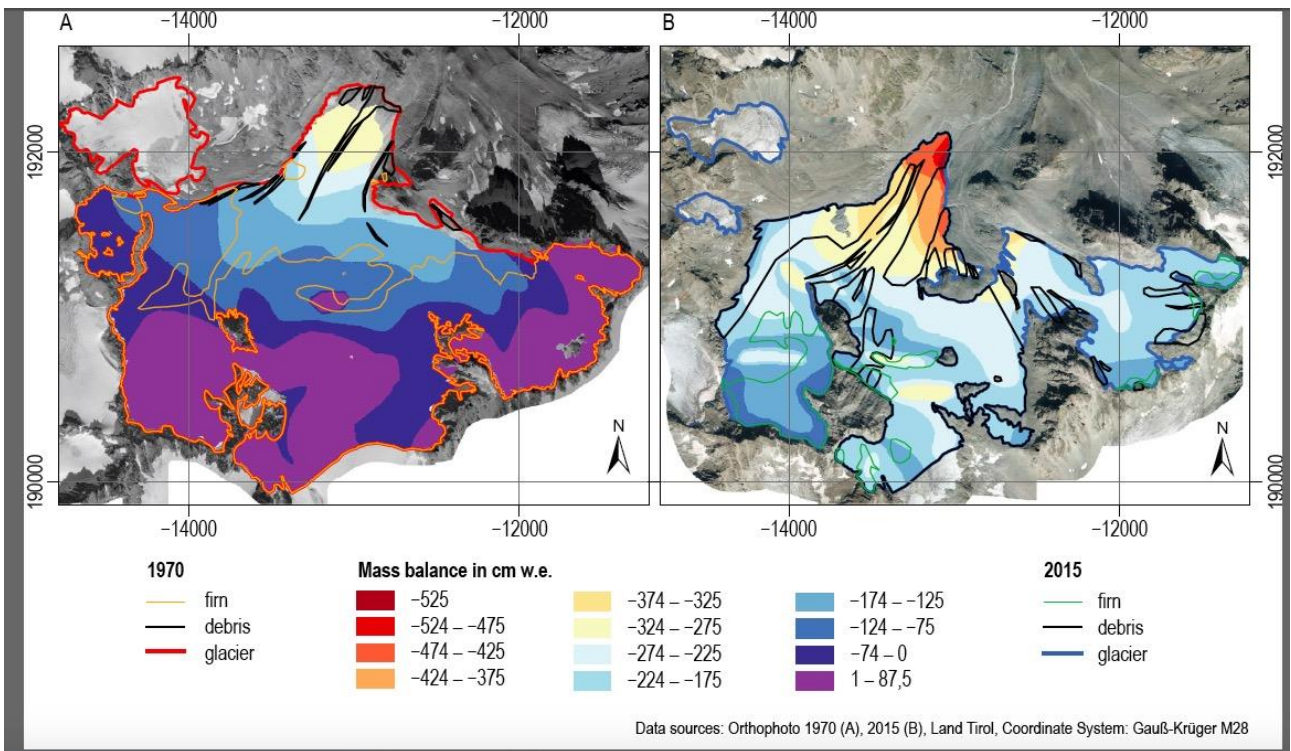 A
−14000
−12000
B
−14000
−12000
192000
192000
N
N
190000
190000
−14000
−12000
−14000
−12000
1970
firn
debris
glacier
Mass balance in cm w.e.
−525
−524 – −475
−474 – −425
−424 – −375
−374 – −325
−324 – −275
−274 – −225
−224 – −175
−174 – −125
−124 – −75
−74 – 0
1 – 87,5
2015
firn
debris
glacier
Data sources: Orthophoto 1970 (A), 2015 (B), Land Tirol, Coordinate System: Gauß-Krüger M28